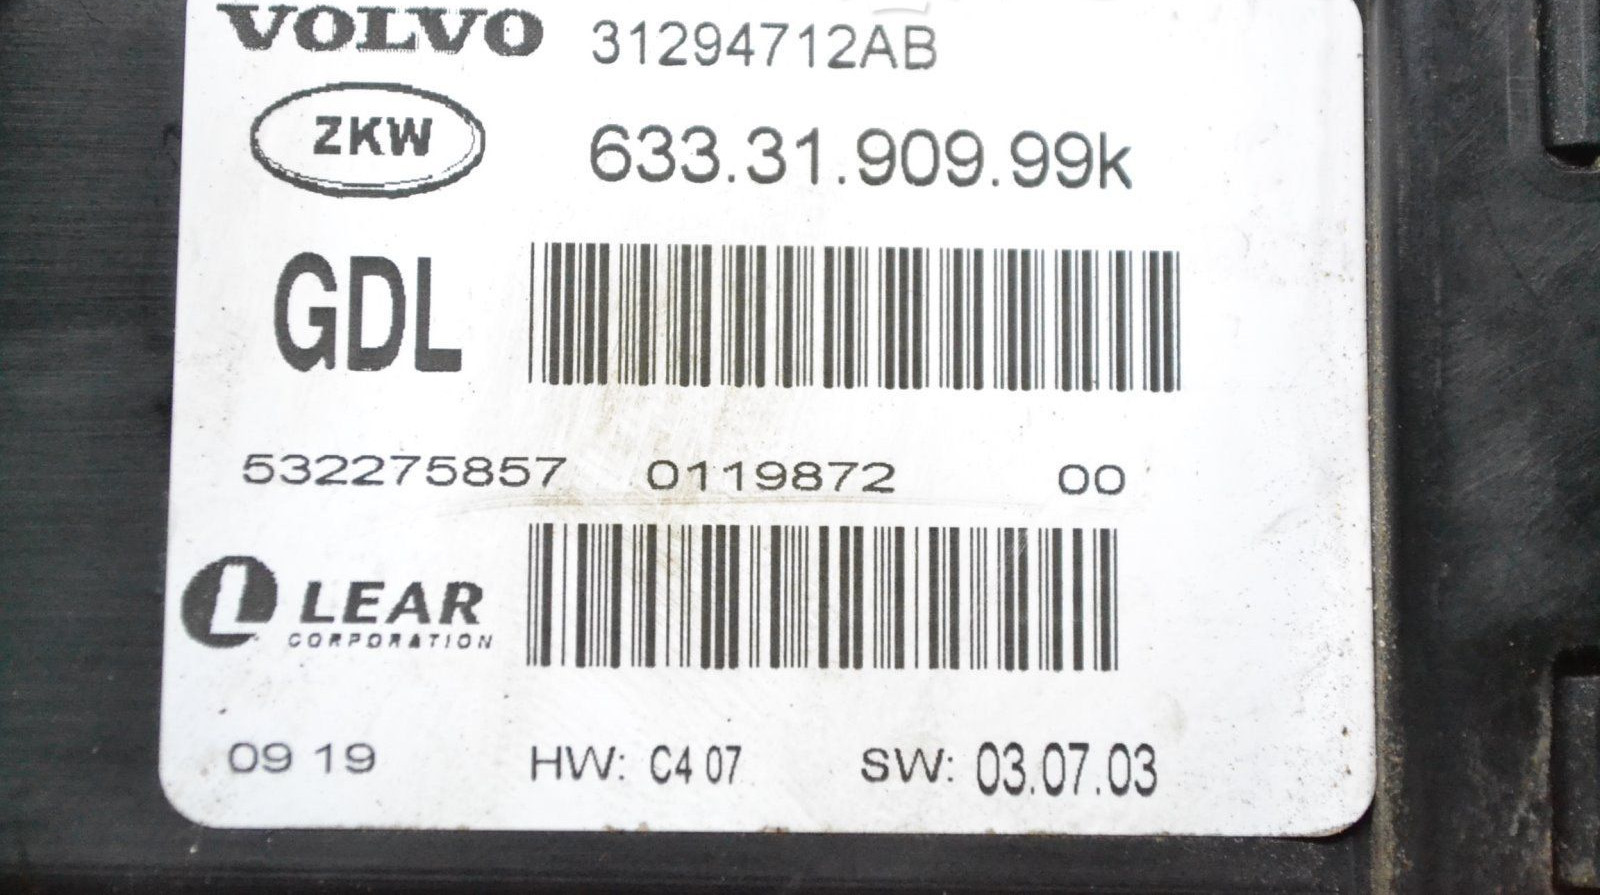 VOLVO 31294712AB
ZKW 633.31.909.99k
GDL
532275857 0119872 00
L LEAR
CORPORATION
09 19 HW: C4 07 SW: 03.07.03